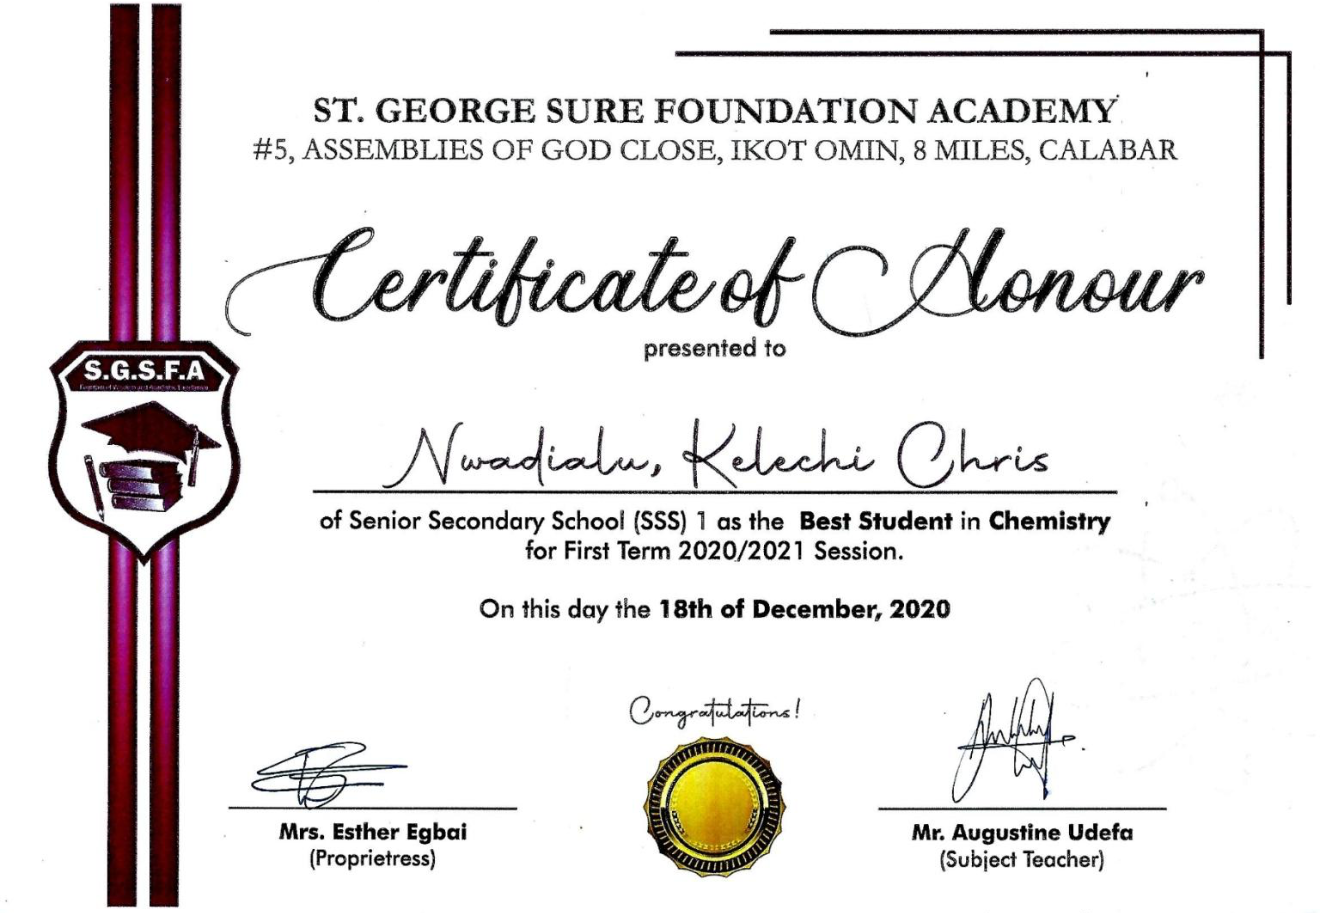 ST. GEORGE SURE FOUNDATION ACADEMY
#5, ASSEMBLIES OF GOD CLOSE, IKOT OMIN, 8 MILES, CALABAR
Certificate of Honour
presented to
S.G.S.F.A
Nwadialu, Kelechi Chris
of Senior Secondary School (SSS) 1 as the Best Student in Chemistry
for First Term 2020/2021 Session.
On this day the 18th of December, 2020
Congratulations!
Mrs. Esther Egbai
(Proprietress)
Mr. Augustine Udefa
(Subject Teacher)